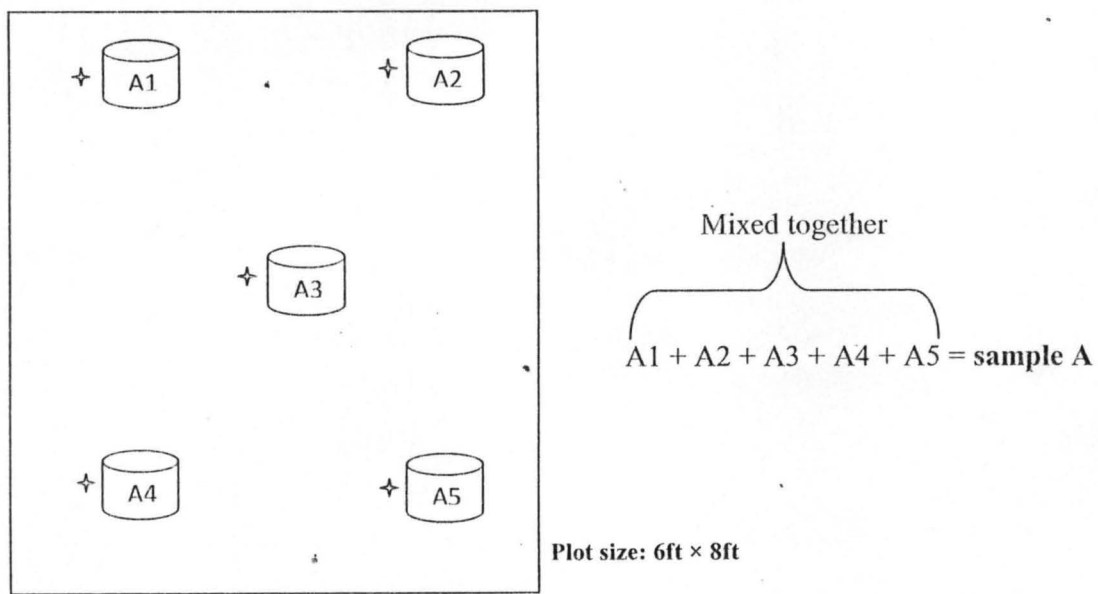 A1
A2
Mixed together
A3
A1 + A2 + A3 + A4 + A5 = sample A
A4
A5
Plot size: 6ft × 8ft